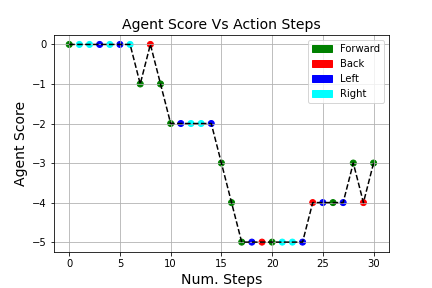 Agent Score Vs Action Steps
Forward
Back
Left
Right
Agent Score
0
−1
−2
−3
−4
−5
0 5 10 15 20 25 30
Num. Steps